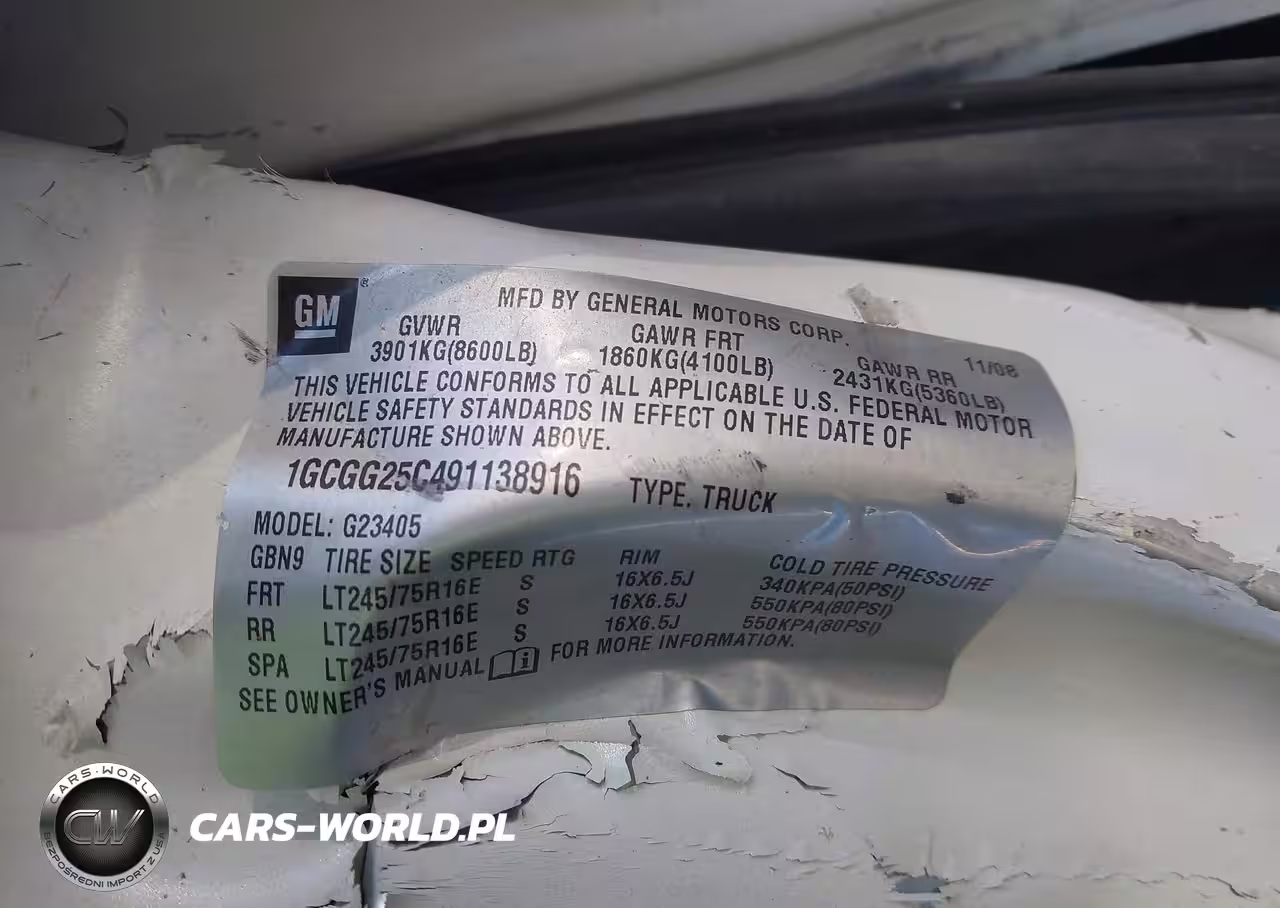 GM ®
MFD BY GENERAL MOTORS CORP.
GVWR GAWR FRT GAWR RR 11/08
3901KG(8600LB) 1860KG(4100LB) 2431KG(5360LB)
THIS VEHICLE CONFORMS TO ALL APPLICABLE U.S. FEDERAL MOTOR
VEHICLE SAFETY STANDARDS IN EFFECT ON THE DATE OF
MANUFACTURE SHOWN ABOVE.
1GCGG25C491138916 TYPE. TRUCK
MODEL: G23405
GBN9 TIRE SIZE SPEED RTG RIM COLD TIRE PRESSURE
FRT LT245/75R16E S 16X6.5J 340KPA(50PSI)
RR LT245/75R16E S 16X6.5J 550KPA(80PSI)
SPA LT245/75R16E S 16X6.5J 550KPA(80PSI)
SEE OWNER'S MANUAL FOR MORE INFORMATION.
CARS-WORLD
CW
BEZPOŚREDNI IMPORT Z USA
CARS-WORLD.PL